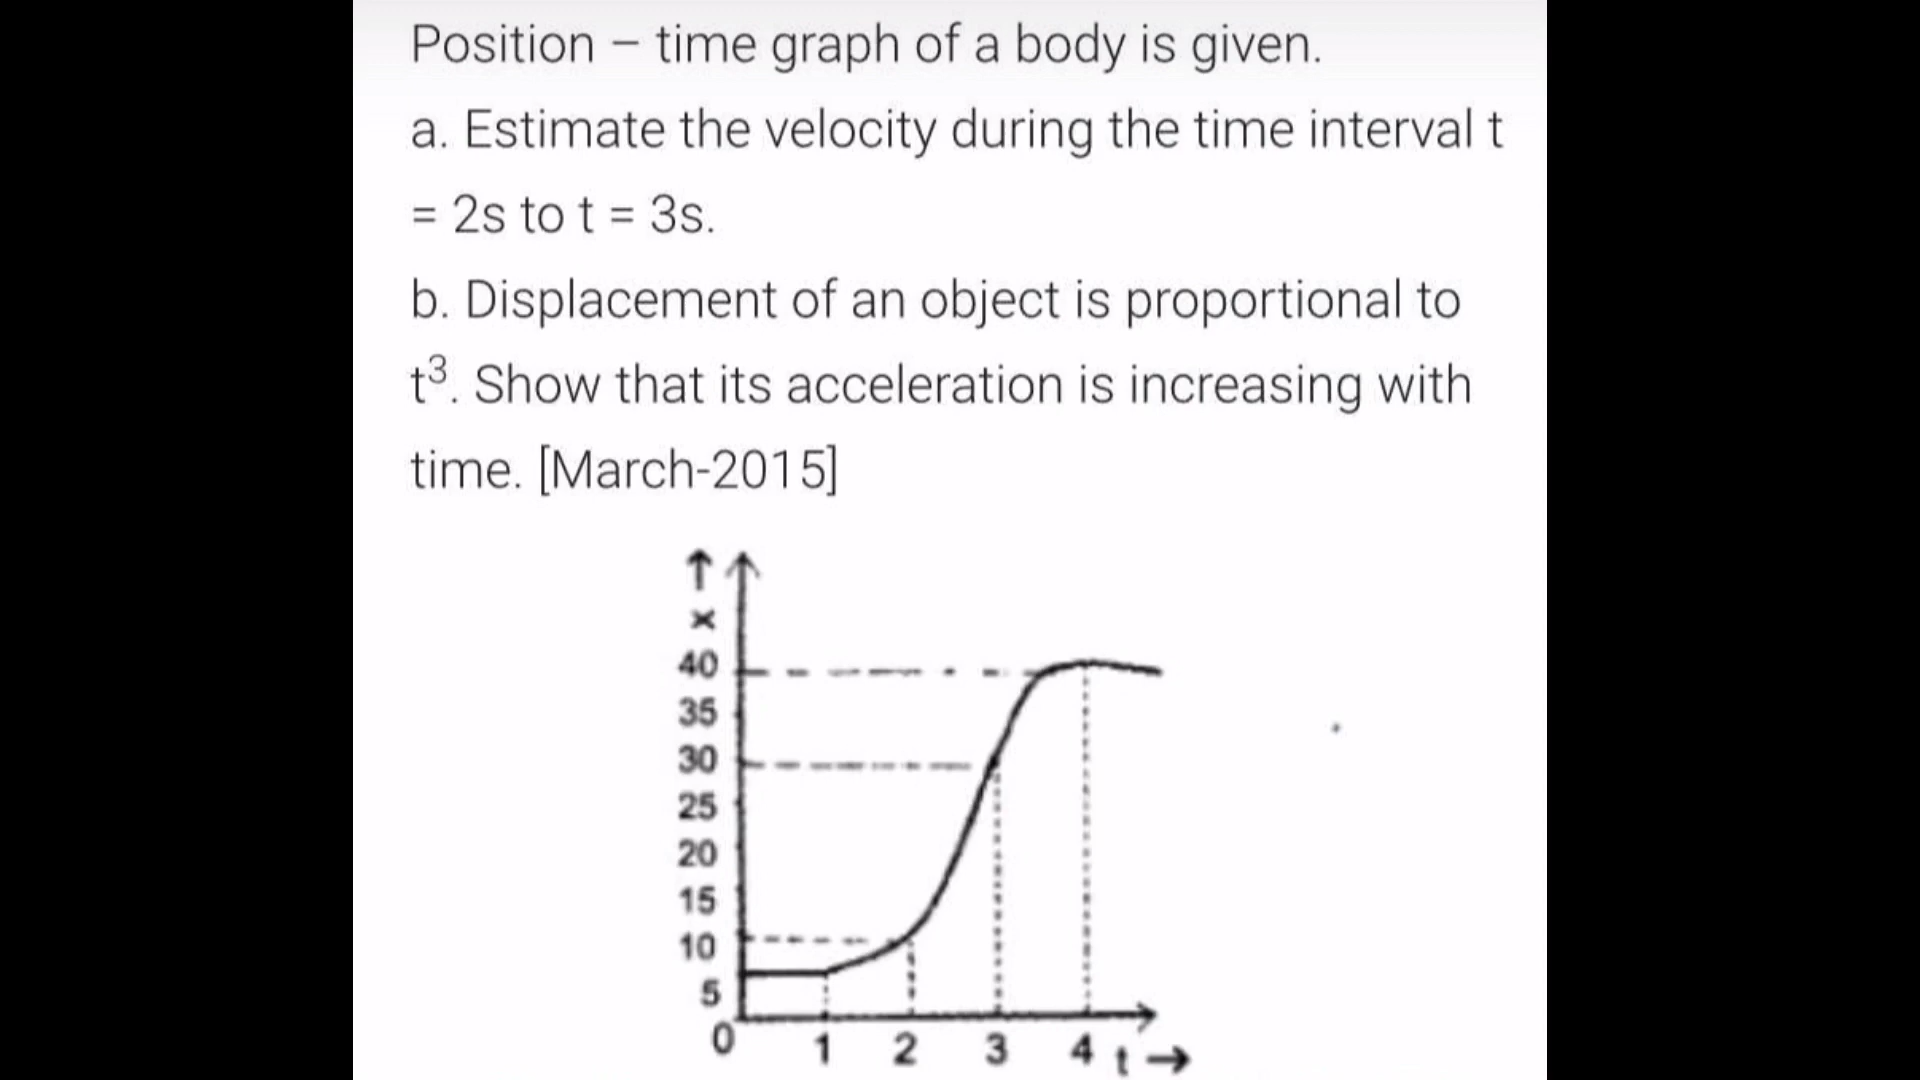 Position – time graph of a body is given.
a. Estimate the velocity during the time interval t
= 2s to t = 3s.
b. Displacement of an object is proportional to
t³. Show that its acceleration is increasing with
time. [March-2015]
x
40
35
30
25
20
15
10
5
0 1 2 3 4 t →